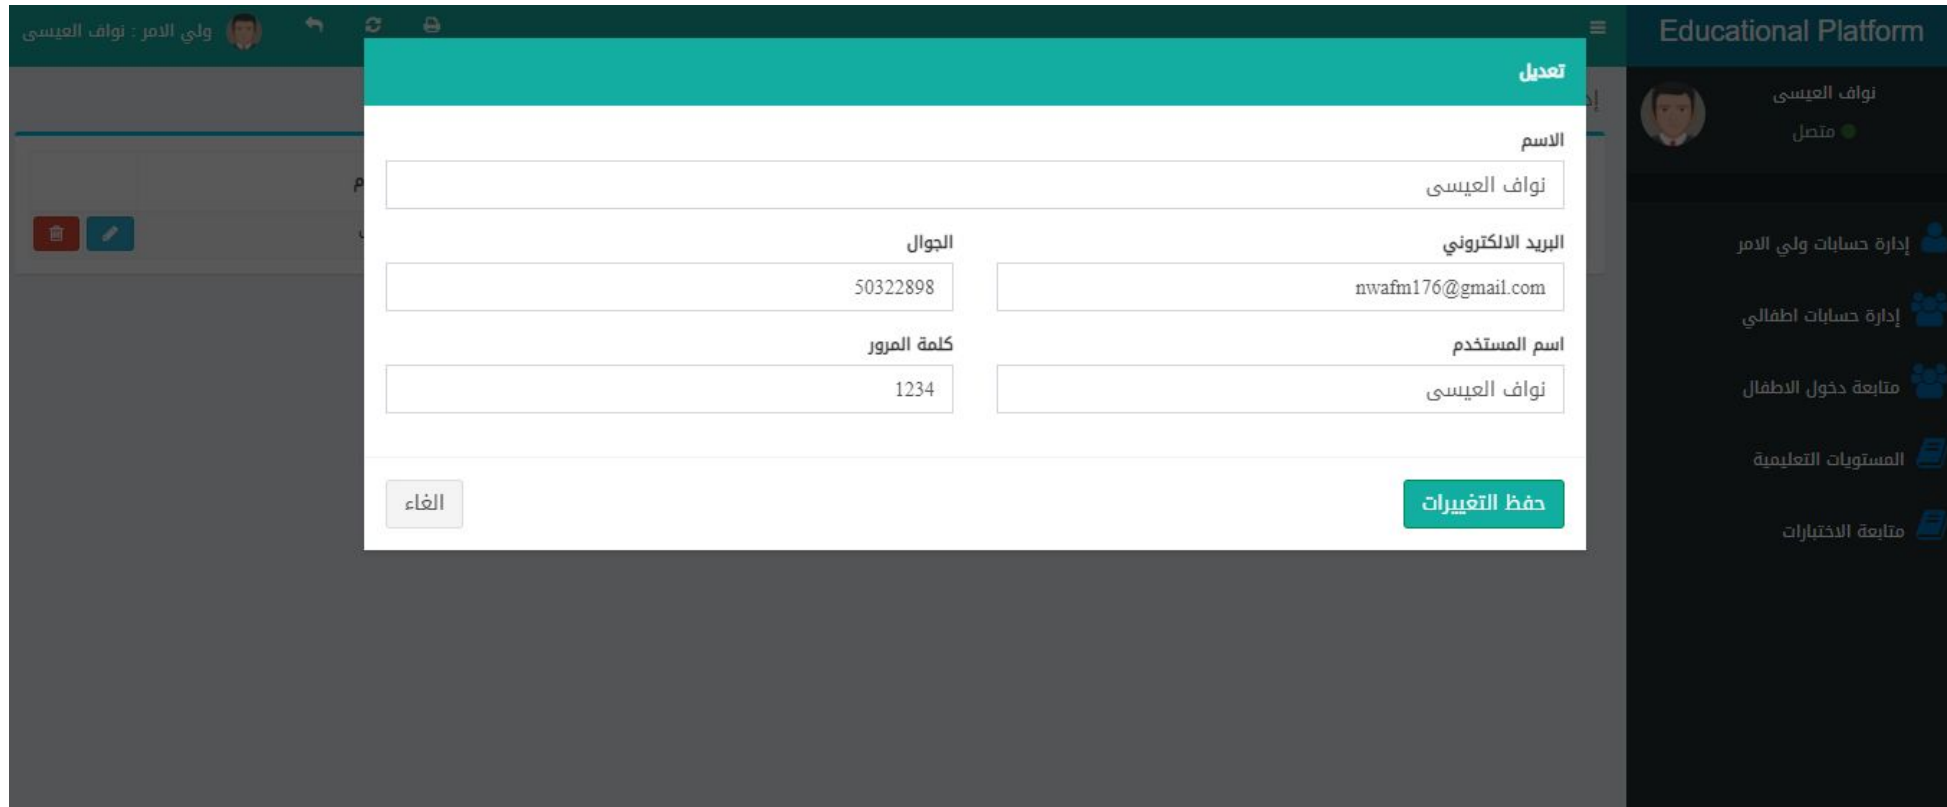 Educational Platform
ولي الامر : نواف العيسى
نواف العيسى
متصل
إدارة حسابات ولي الامر
إدارة حسابات اطفالي
متابعة دخول الاطفال
المستويات التعليمية
متابعة الاختبارات
تعديل
الاسم
نواف العيسى
البريد الالكتروني الجوال
nwafm176@gmail.com 50322898
اسم المستخدم كلمة المرور
نواف العيسى 1234
حفظ التغييرات الغاء